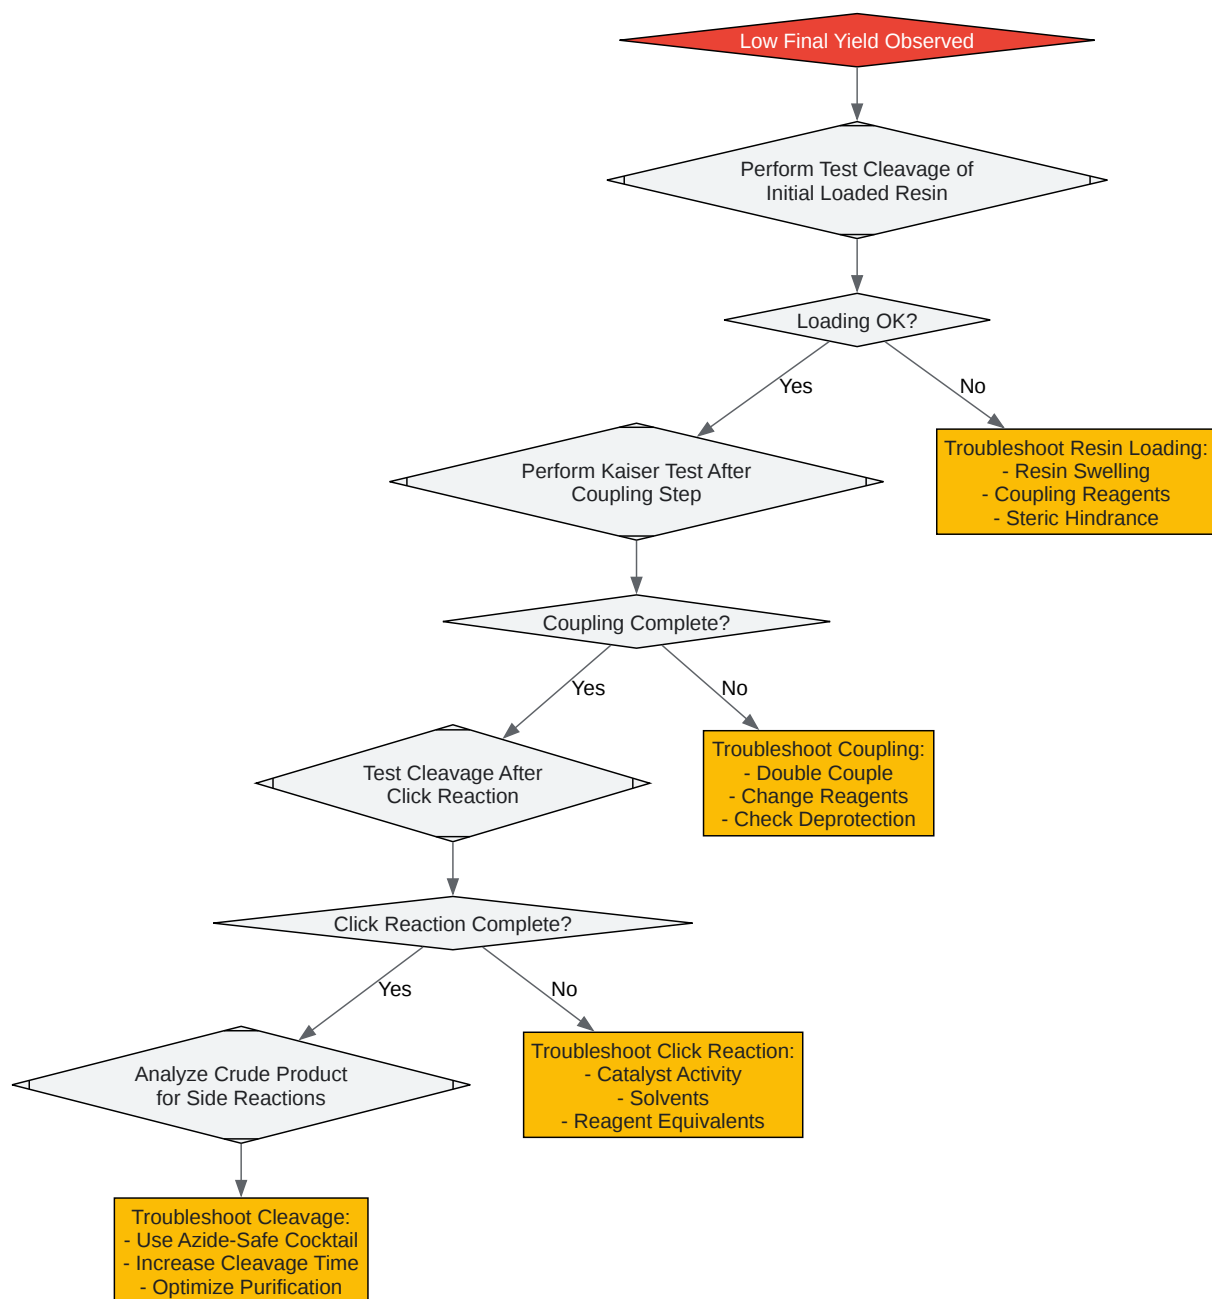 Low Final Yield Observed
Perform Test Cleavage of
Initial Loaded Resin
Loading OK?
Yes
No
Perform Kaiser Test After
Coupling Step
Troubleshoot Resin Loading:
- Resin Swelling
- Coupling Reagents
- Steric Hindrance
Coupling Complete?
Yes
No
Test Cleavage After
Click Reaction
Troubleshoot Coupling:
- Double Couple
- Change Reagents
- Check Deprotection
Click Reaction Complete?
Yes
No
Analyze Crude Product
for Side Reactions
Troubleshoot Click Reaction:
- Catalyst Activity
- Solvents
- Reagent Equivalents
Troubleshoot Cleavage:
- Use Azide-Safe Cocktail
- Increase Cleavage Time
- Optimize Purification